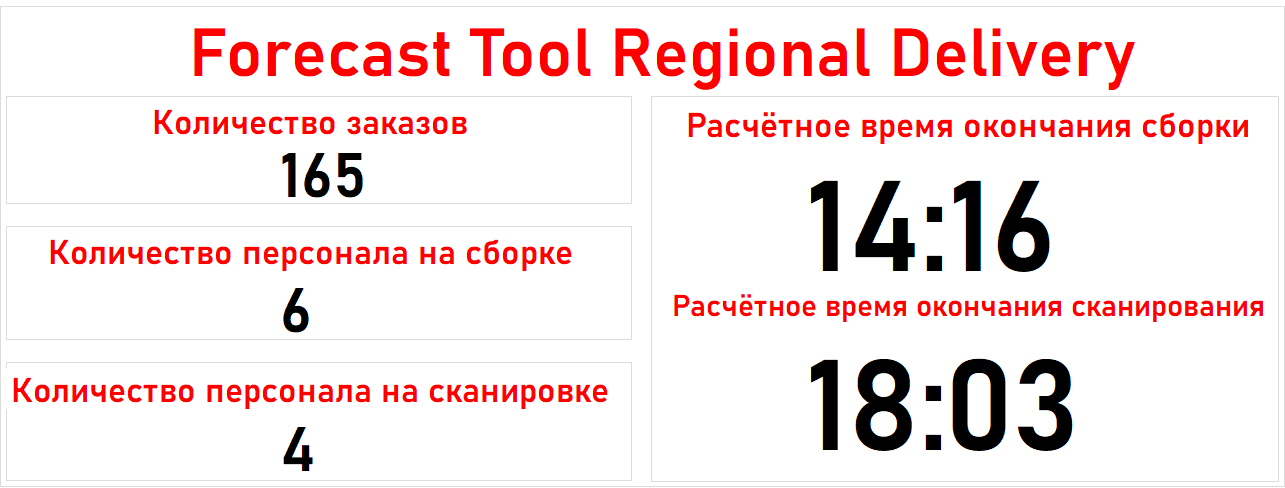 Forecast Tool Regional Delivery
Количество заказов
165
Количество персонала на сборке
6
Количество персонала на сканировке
4
Расчётное время окончания сборки
14:16
Расчётное время окончания сканирования
18:03